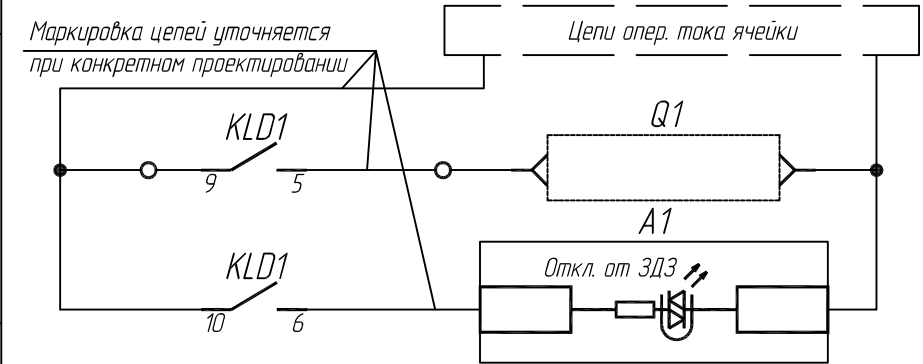 Маркировка цепей уточняется
при конкретном проектировании
Цепи опер. тока ячейки
KLD1
9
5
Q1
A1
Откл. от ЗДЗ
KLD1
10
6